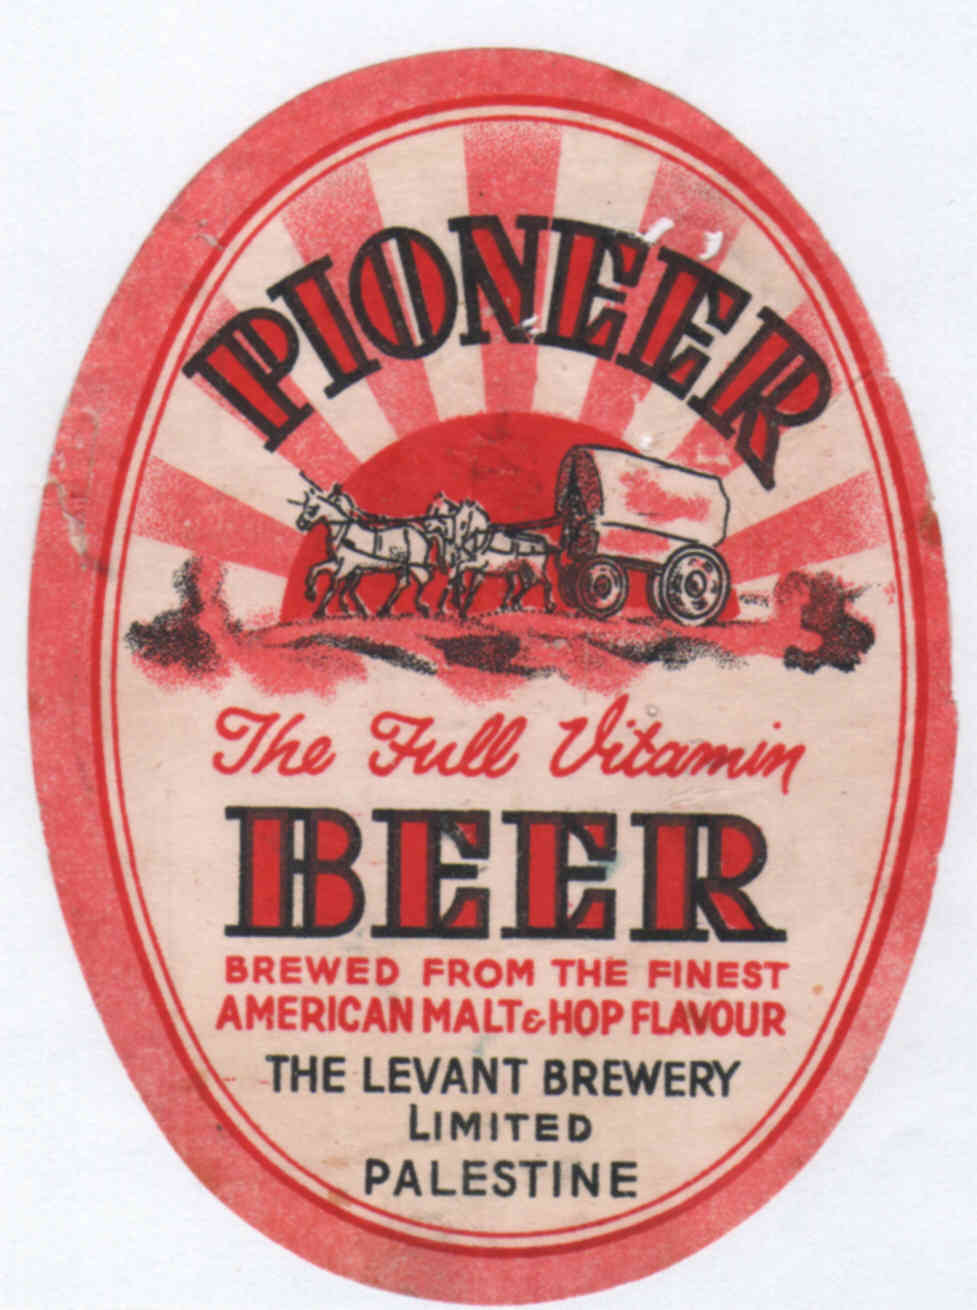 PIONEER
The Full Vitamin
BEER
BREWED FROM THE FINEST
AMERICAN MALT & HOP FLAVOUR
THE LEVANT BREWERY
LIMITED
PALESTINE